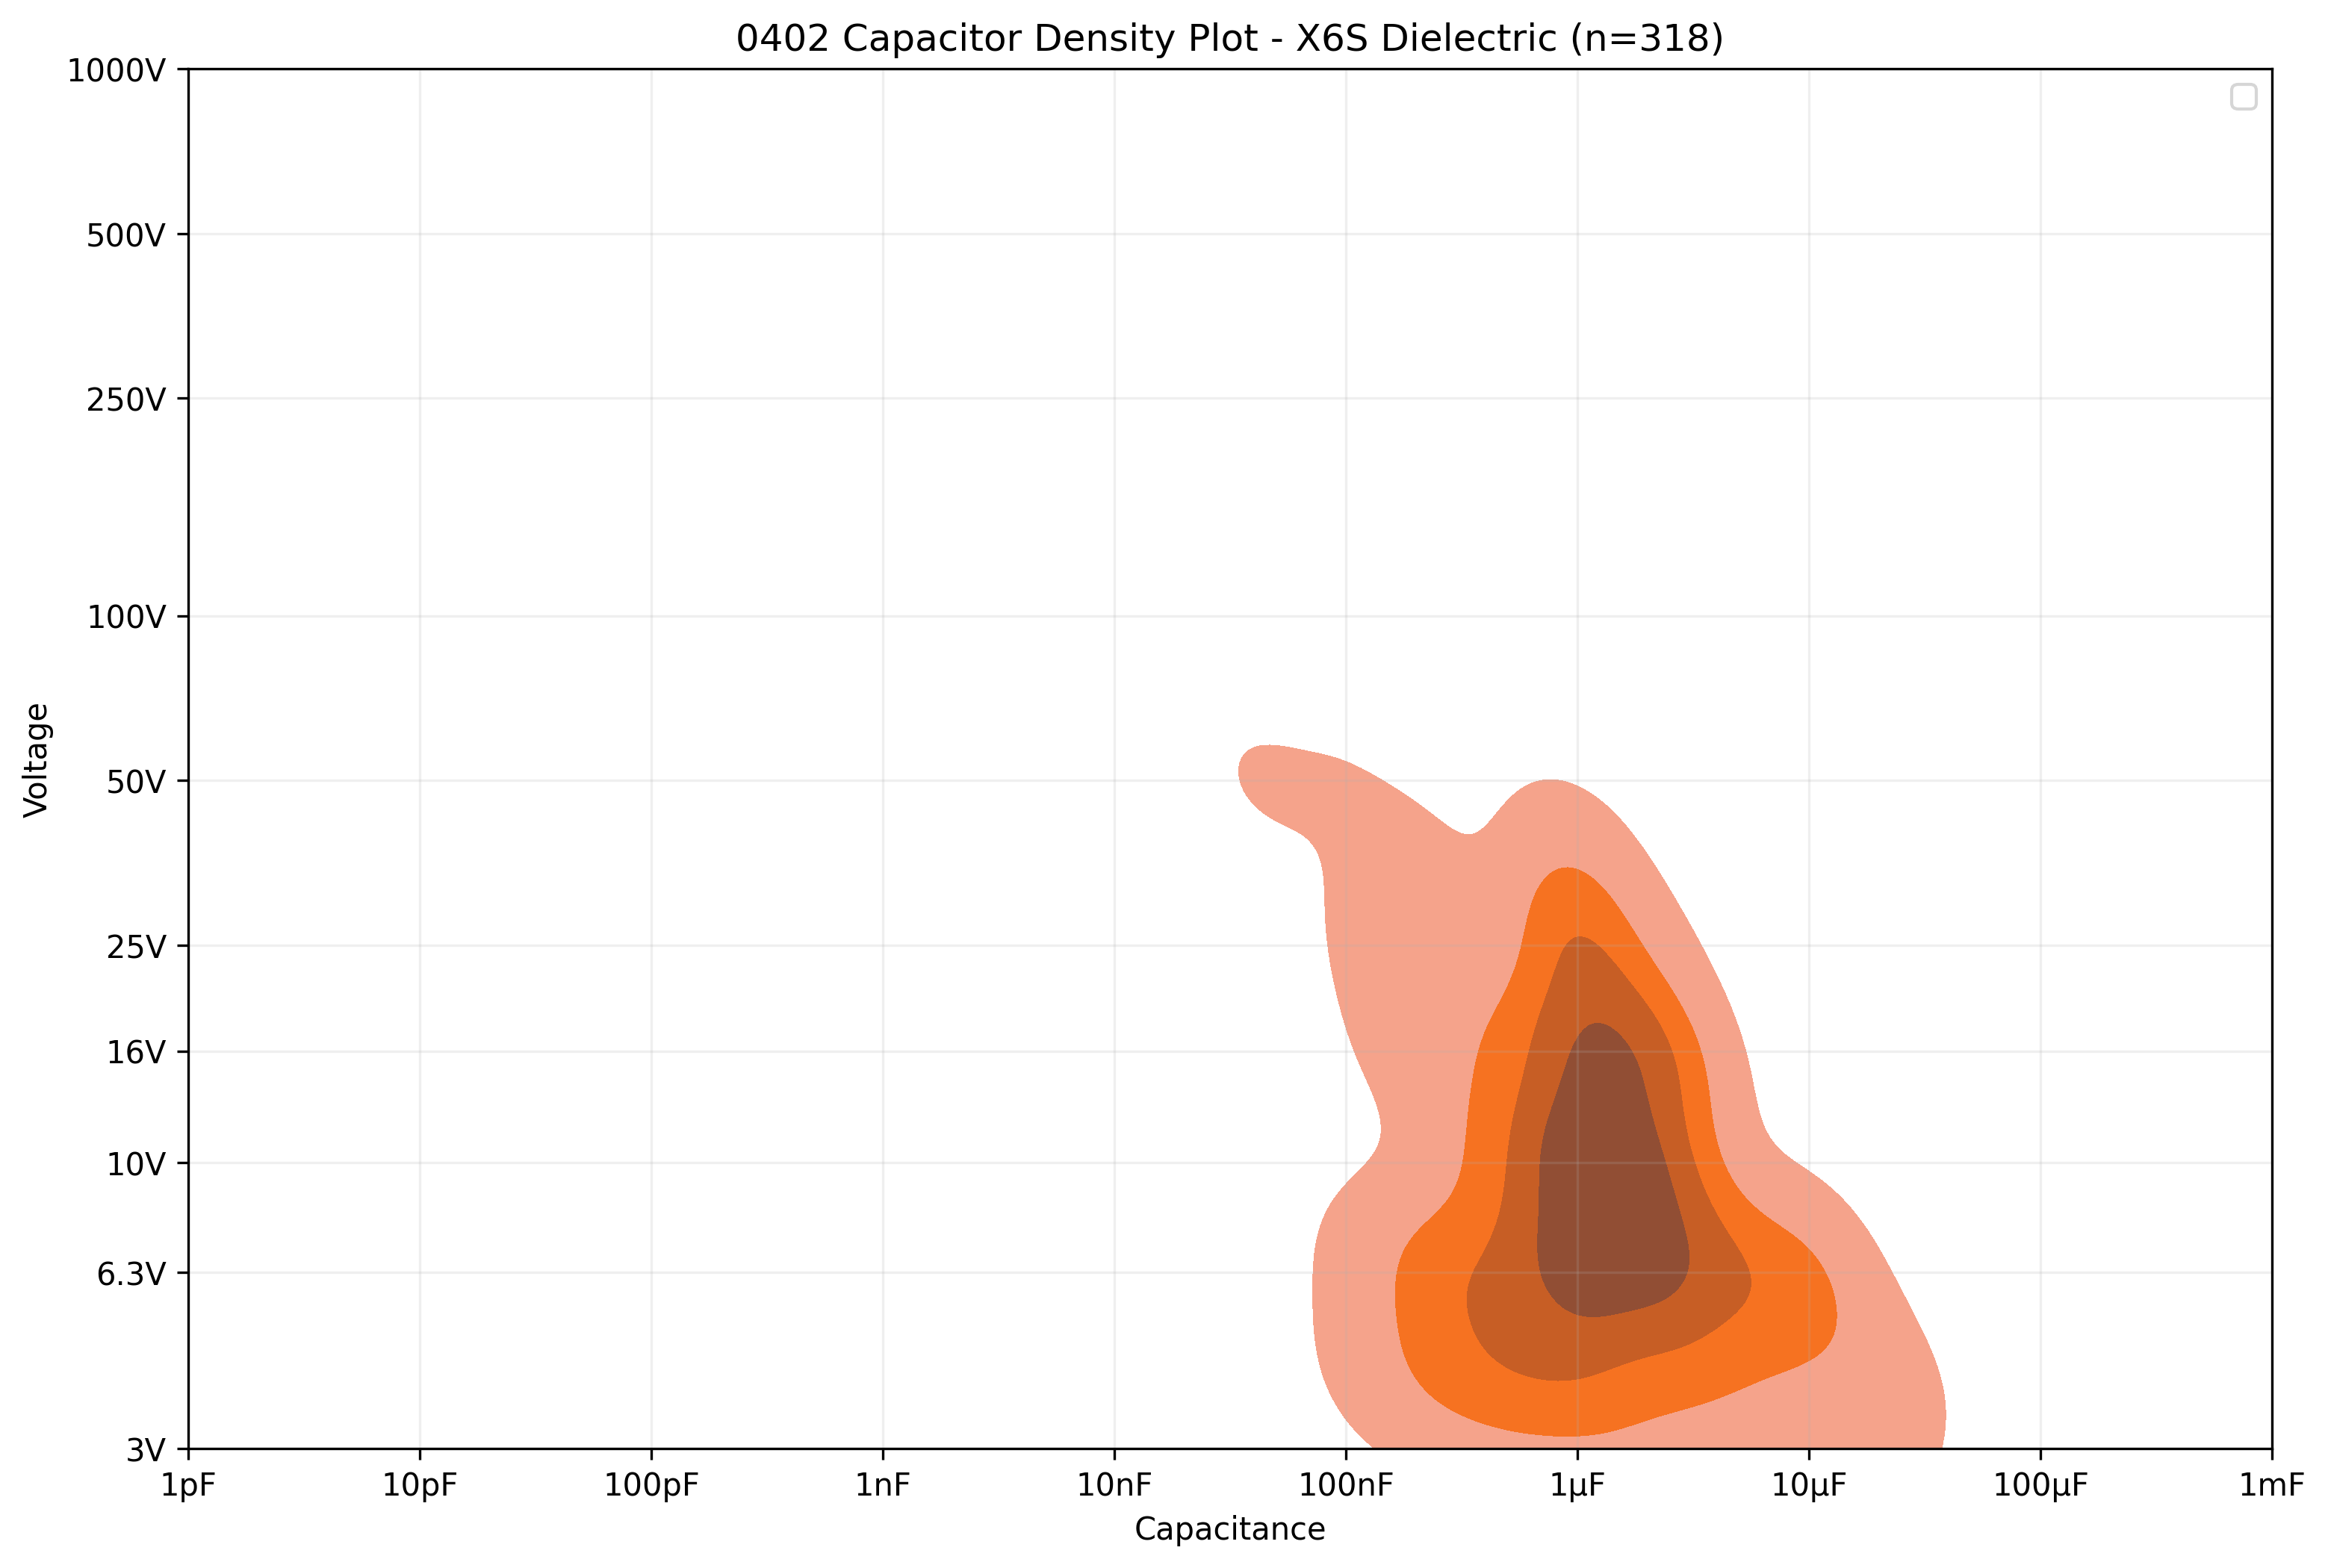 0402 Capacitor Density Plot - X6S Dielectric (n=318)
1000V
500V
250V
100V
50V
25V
16V
10V
6.3V
3V
Voltage
1pF
10pF
100pF
1nF
10nF
100nF
1µF
10µF
100µF
1mF
Capacitance